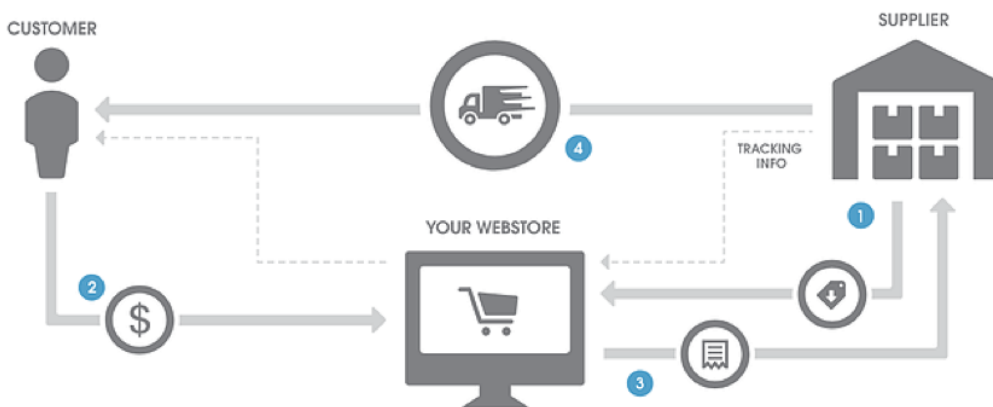 CUSTOMER
SUPPLIER
4
TRACKING
INFO
1
YOUR WEBSTORE
2
$
3